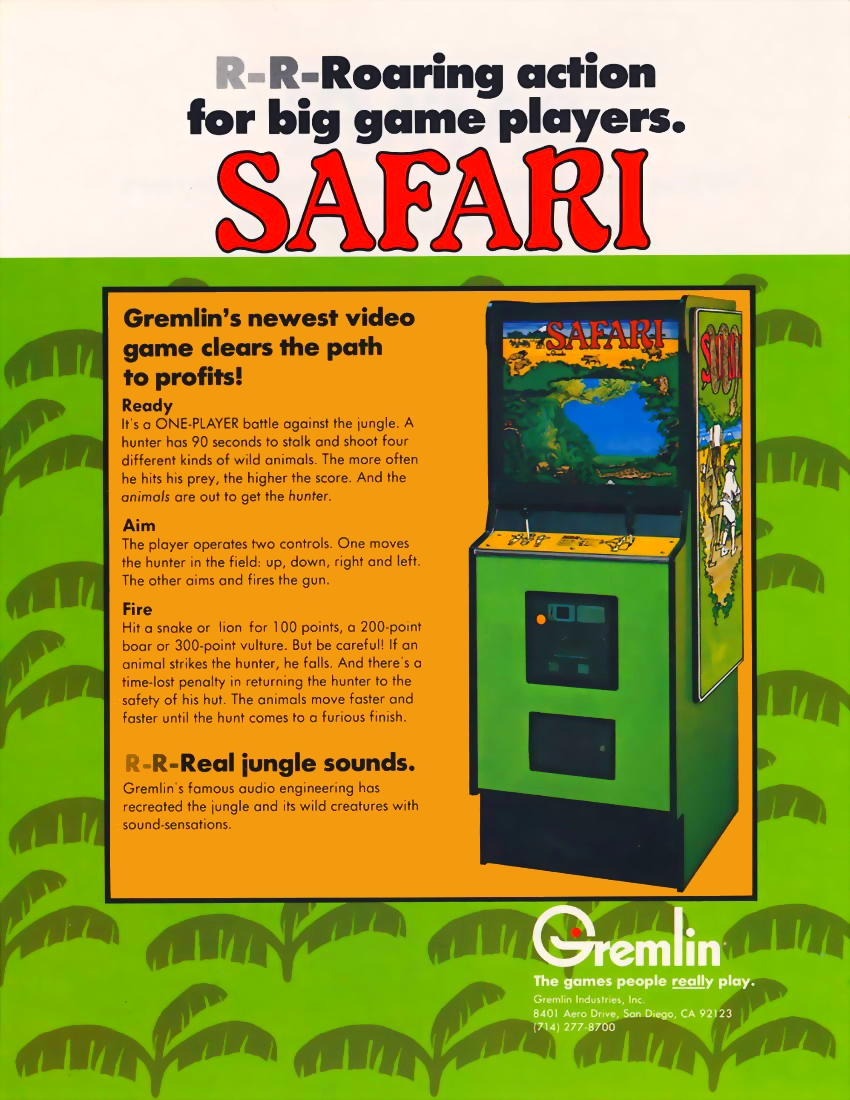 R-R-Roaring action
for big game players.
SAFARI
Gremlin's newest video
game clears the path
to profits!
Ready
It's a ONE-PLAYER battle against the jungle. A
hunter has 90 seconds to stalk and shoot four
different kinds of wild animals. The more often
he hits his prey, the higher the score. And the
animals are out to get the hunter.
Aim
The player operates two controls. One moves
the hunter in the field: up, down, right and left.
The other aims and fires the gun.
Fire
Hit a snake or lion for 100 points, a 200-point
boar or 300-point vulture. But be careful! If an
animal strikes the hunter, he falls. And there's a
time-lost penalty in returning the hunter to the
safety of his hut. The animals move faster and
faster until the hunt comes to a furious finish.
R-R-Real jungle sounds.
Gremlin's famous audio engineering has
recreated the jungle and its wild creatures with
sound-sensations.
SAFARI
Gremlin
The games people really play.
Gremlin Industries, Inc.
8401 Aero Drive, San Diego, CA 92123
(714) 277-8700